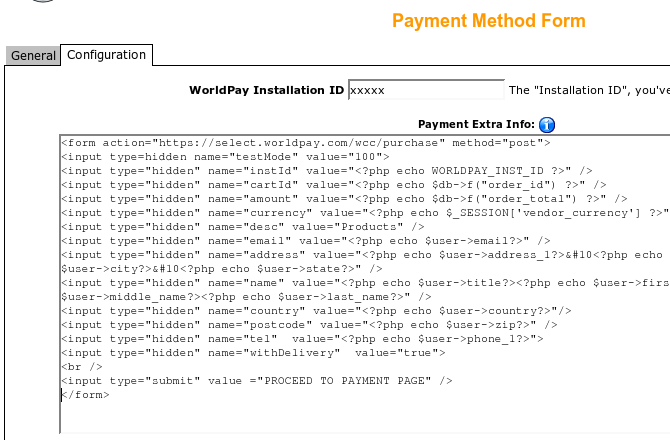 Payment Method Form
General Configuration
WorldPay Installation ID xxxxx The "Installation ID", you've
Payment Extra Info:
<form action="https://select.worldpay.com/wcc/purchase" method="post">
<input type=hidden name="testMode" value="100">
<input type="hidden" name="instId" value="<?php echo WORLDPAY_INST_ID ?>" />
<input type="hidden" name="cartId" value="<?php echo $db->f("order_id") ?>" />
<input type="hidden" name="amount" value="<?php echo $db->f("order_total") ?>" />
<input type="hidden" name="currency" value="<?php echo $_SESSION['vendor_currency'] ?>"
<input type="hidden" name="desc" value="Products" />
<input type="hidden" name="email" value="<?php echo $user->email?>" />
<input type="hidden" name="address" value="<?php echo $user->address_1?>&#10<?php echo
$user->city?>&#10<?php echo $user->state?>" />
<input type="hidden" name="name" value="<?php echo $user->title?><?php echo $user->firs
$user->middle_name?><?php echo $user->last_name?>" />
<input type="hidden" name="country" value="<?php echo $user->country?>"/>
<input type="hidden" name="postcode" value="<?php echo $user->zip?>" />
<input type="hidden" name="tel"  value="<?php echo $user->phone_1?>">
<input type="hidden" name="withDelivery"  value="true">
<br />
<input type="submit" value ="PROCEED TO PAYMENT PAGE" />
</form>